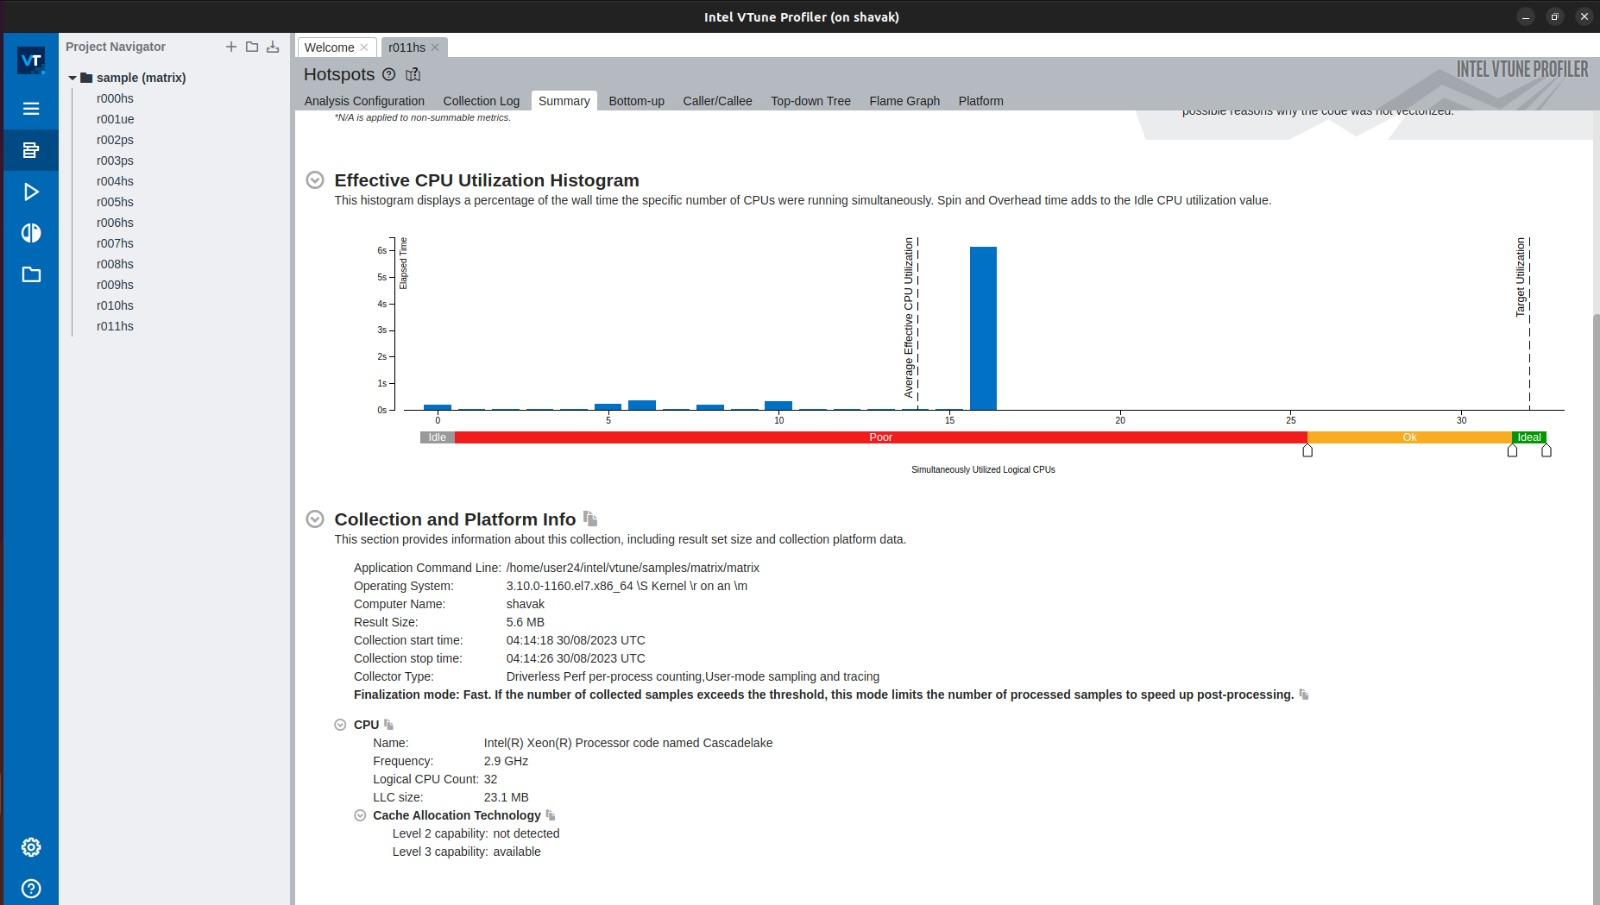 Intel VTune Profiler (on shavak)
VT
Project Navigator
Welcome
r011hs
sample (matrix)
r000hs
r001ue
r002ps
r003ps
r004hs
r005hs
r006hs
r007hs
r008hs
r009hs
r010hs
r011hs
Hotspots
INTEL VTUNE PROFILER
Analysis Configuration Collection Log Summary Bottom-up Caller/Callee Top-down Tree Flame Graph Platform
*N/A is applied to non-summable metrics.
possible reasons why the code was not vectorized.
Effective CPU Utilization Histogram
This histogram displays a percentage of the wall time the specific number of CPUs were running simultaneously. Spin and Overhead time adds to the Idle CPU utilization value.
6s
5s
4s
3s
2s
1s
0s
Elapsed Time
Average Effective CPU Utilization
Target Utilization
0 5 10 15 20 25 30
Idle Poor Ok Ideal
Simultaneously Utilized Logical CPUs
Collection and Platform Info
This section provides information about this collection, including result set size and collection platform data.
Application Command Line: /home/user24/intel/vtune/samples/matrix/matrix
Operating System: 3.10.0-1160.el7.x86_64 \S Kernel \r on an \m
Computer Name: shavak
Result Size: 5.6 MB
Collection start time: 04:14:18 30/08/2023 UTC
Collection stop time: 04:14:26 30/08/2023 UTC
Collector Type: Driverless Perf per-process counting,User-mode sampling and tracing
Finalization mode: Fast. If the number of collected samples exceeds the threshold, this mode limits the number of processed samples to speed up post-processing.
CPU
Name: Intel(R) Xeon(R) Processor code named Cascadelake
Frequency: 2.9 GHz
Logical CPU Count: 32
LLC size: 23.1 MB
Cache Allocation Technology
Level 2 capability: not detected
Level 3 capability: available